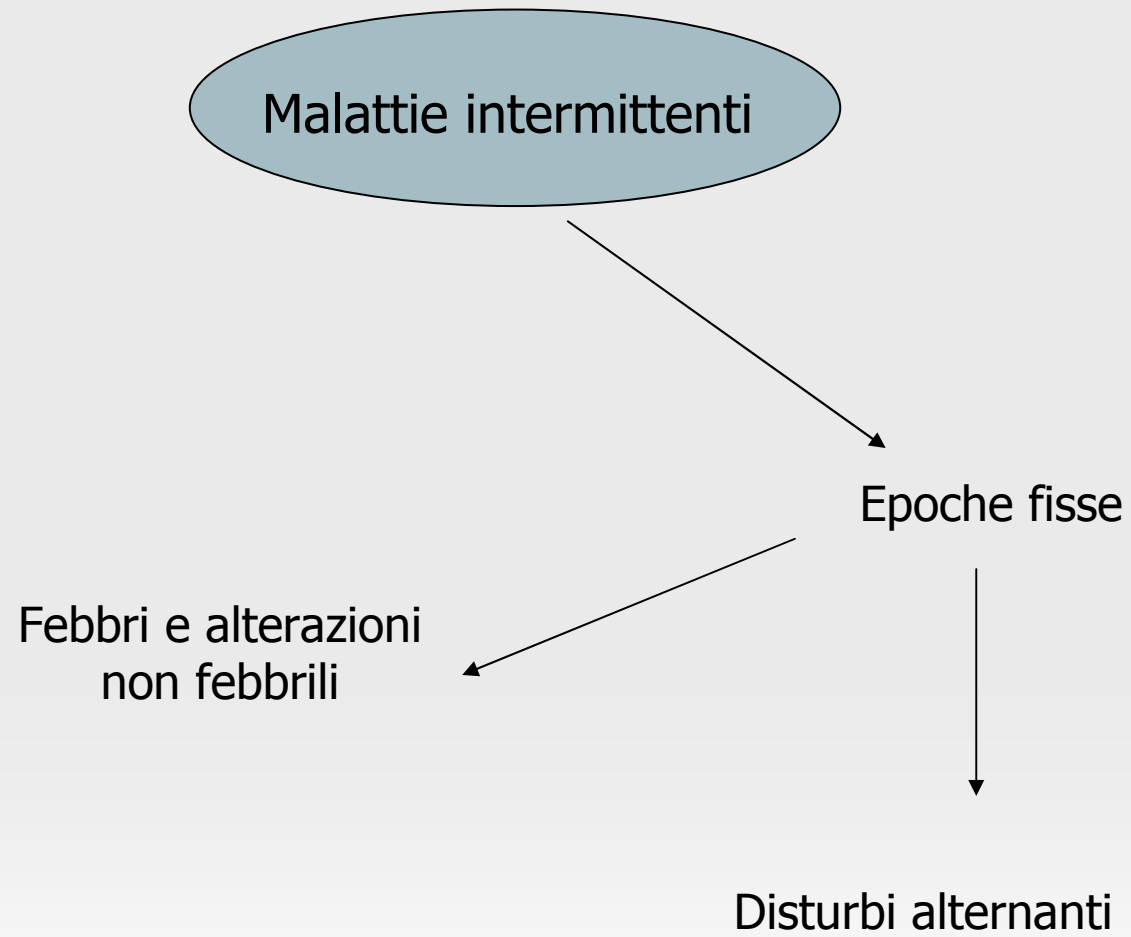 Malattie intermittenti
Epoche fisse
Febbri e alterazioni
non febbrili
Disturbi alternanti